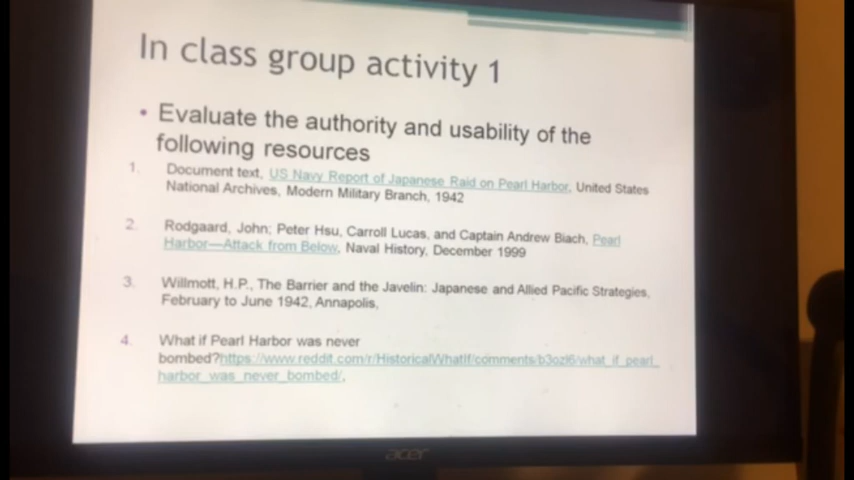 In class group activity 1
• Evaluate the authority and usability of the
following resources
1. Document text, US Navy Report of Japanese Raid on Pearl Harbor, United States
National Archives, Modern Military Branch, 1942
2. Rodgaard, John; Peter Hsu, Carroll Lucas, and Captain Andrew Biach, Pearl
Harbor—Attack from Below, Naval History, December 1999
3. Willmott, H.P., The Barrier and the Javelin: Japanese and Allied Pacific Strategies,
February to June 1942, Annapolis,
4. What if Pearl Harbor was never
bombed?https://www.reddit.com/r/HistoricalWhatIf/comments/b3ozl6/what_if_pearl_
harbor_was_never_bombed/,
acer